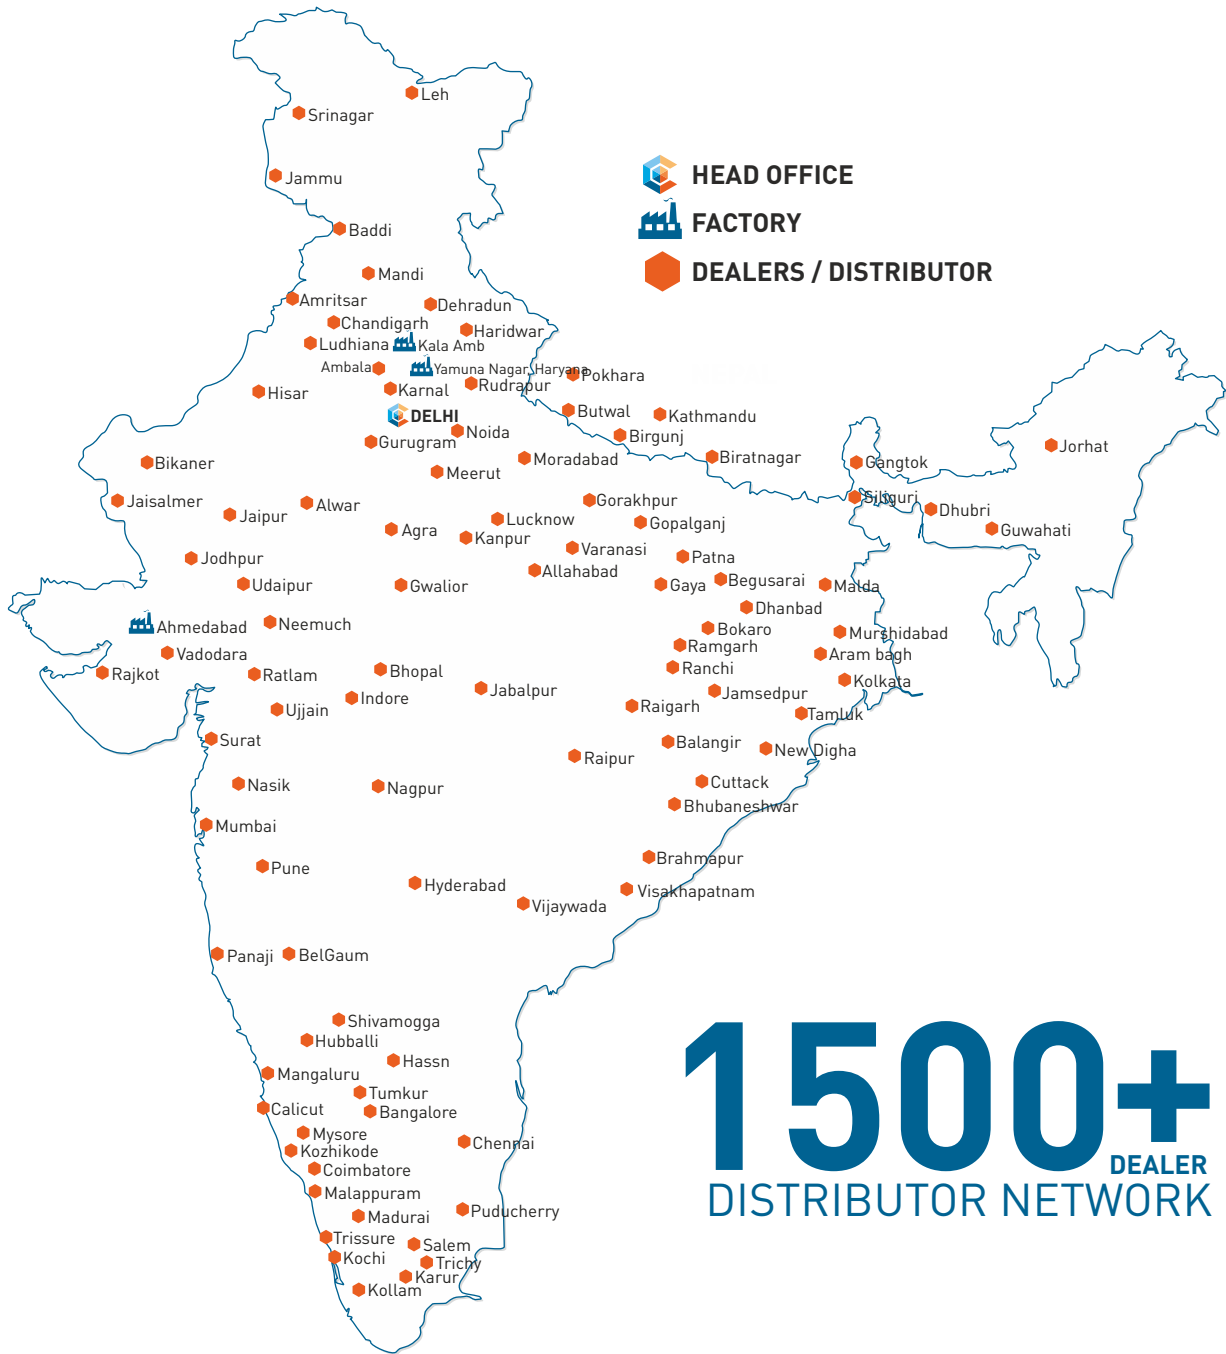 Leh
Srinagar
HEAD OFFICE
Jammu
FACTORY
Baddi
DEALERS / DISTRIBUTOR
Mandi
Amritsar
Dehradun
Chandigarh
Haridwar
Ludhiana
Kala Amb
Ambala
Yamuna Nagar, Haryana
Pokhara
Rudrapur
Karnal
Hisar
Butwal
DELHI
Kathmandu
Noida
Birgunj
Gurugram
Jorhat
Biratnagar
Moradabad
Gangtok
Bikaner
Meerut
Siliguri
Gorakhpur
Jaisalmer
Alwar
Dhubri
Jaipur
Lucknow
Gopalganj
Agra
Guwahati
Kanpur
Varanasi
Patna
Jodhpur
Allahabad
Begusarai
Udaipur
Gwalior
Gaya
Malda
Dhanbad
Neemuch
Ahmedabad
Bokaro
Murshidabad
Ramgarh
Vadodara
Aram bagh
Ranchi
Bhopal
Rajkot
Ratlam
Kolkata
Jabalpur
Jamsedpur
Indore
Raigarh
Ujjain
Tamluk
Surat
Balangir
New Digha
Raipur
Cuttack
Nasik
Nagpur
Bhubaneshwar
Mumbai
Brahmapur
Pune
Hyderabad
Visakhapatnam
Vijaywada
Panaji
BelGaum
Shivamogga
Hubballi
Hassn
Mangaluru
Tumkur
Calicut
Bangalore
Mysore
Chennai
Kozhikode
Coimbatore
Malappuram
Puducherry
Madurai
Trissure
Salem
Kochi
Trichy
Karur
Kollam
1500+
DEALER
DISTRIBUTOR NETWORK